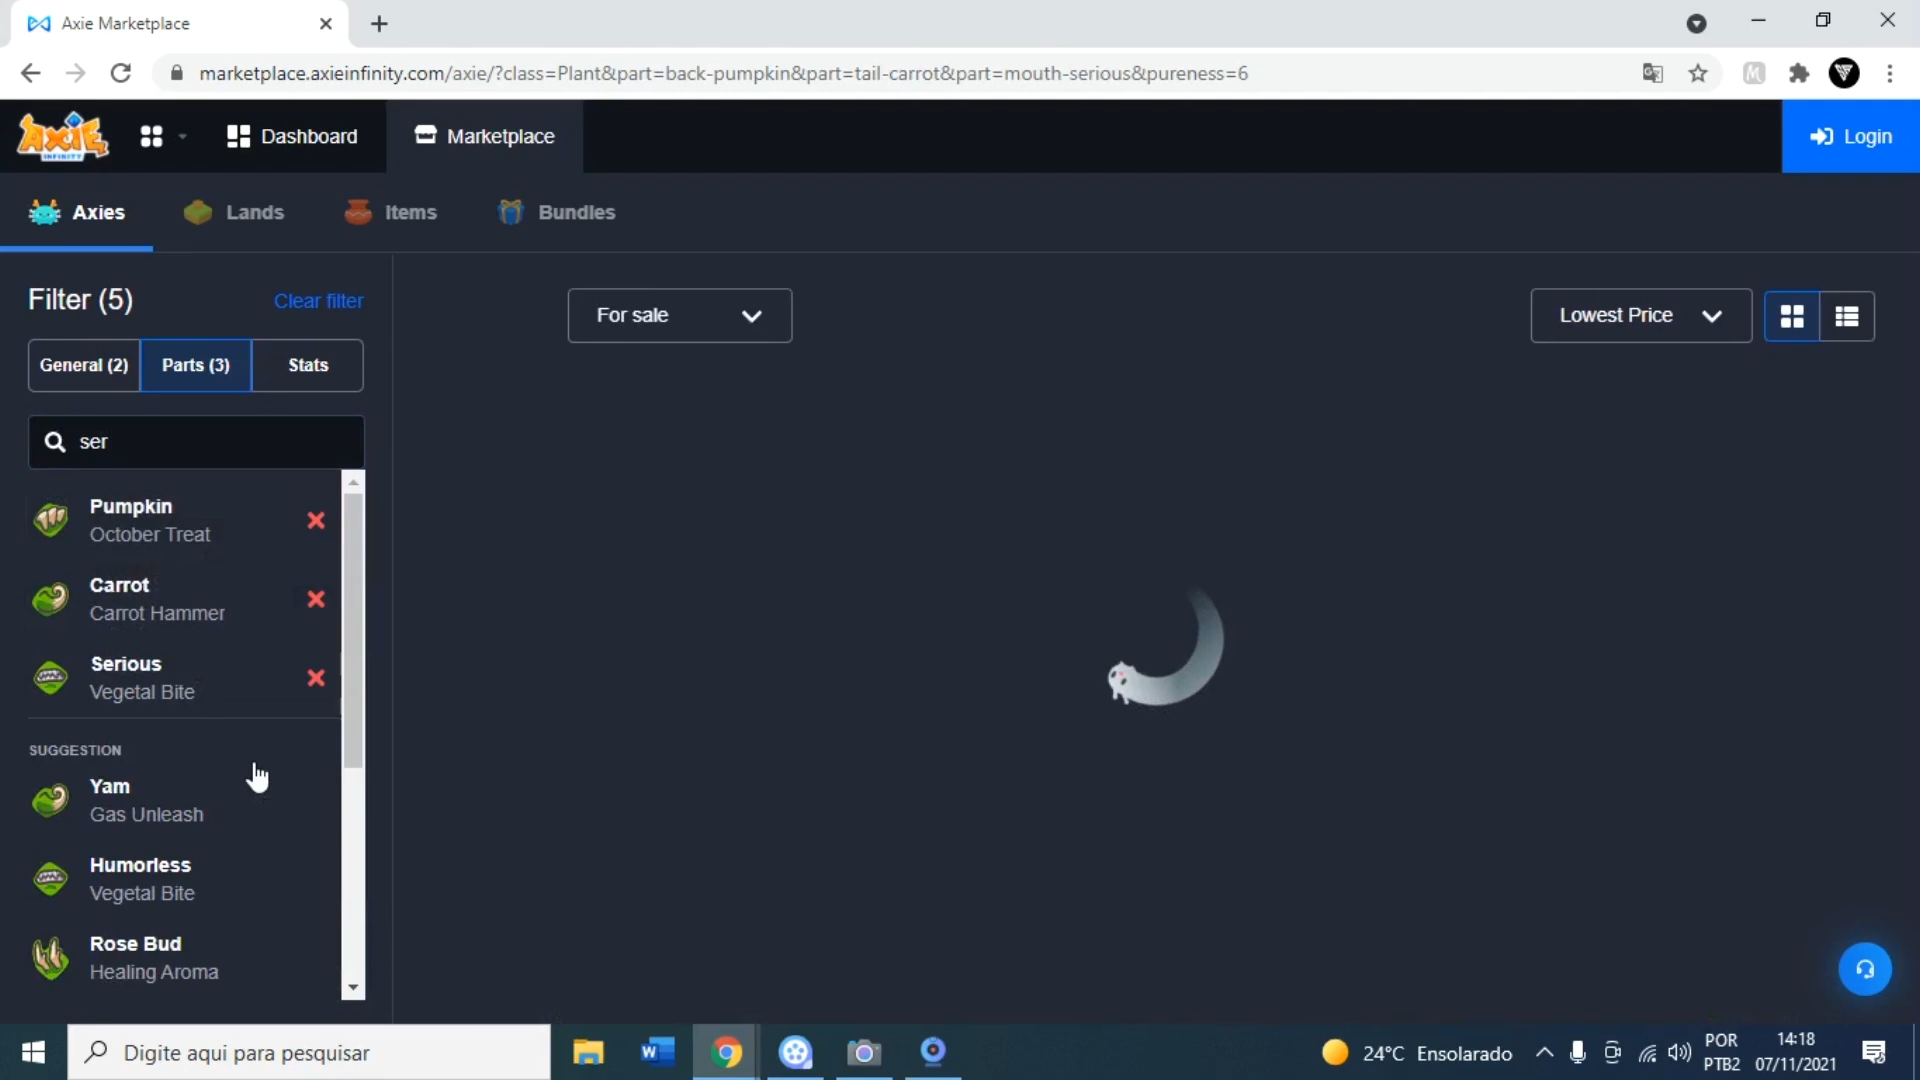 Axie Marketplace
marketplace.axieinfinity.com/axie/?class=Plant&part=back-pumpkin&part=tail-carrot&part=mouth-serious&pureness=6
AXIE
INFINITY
Dashboard
Marketplace
Login
Axies
Lands
Items
Bundles
Filter (5)
Clear filter
For sale
Lowest Price
General (2)
Parts (3)
Stats
ser
Pumpkin
October Treat
Carrot
Carrot Hammer
Serious
Vegetal Bite
SUGGESTION
Yam
Gas Unleash
Humorless
Vegetal Bite
Rose Bud
Healing Aroma
Digite aqui para pesquisar
24°C Ensolarado
POR
PTB2
14:18
07/11/2021